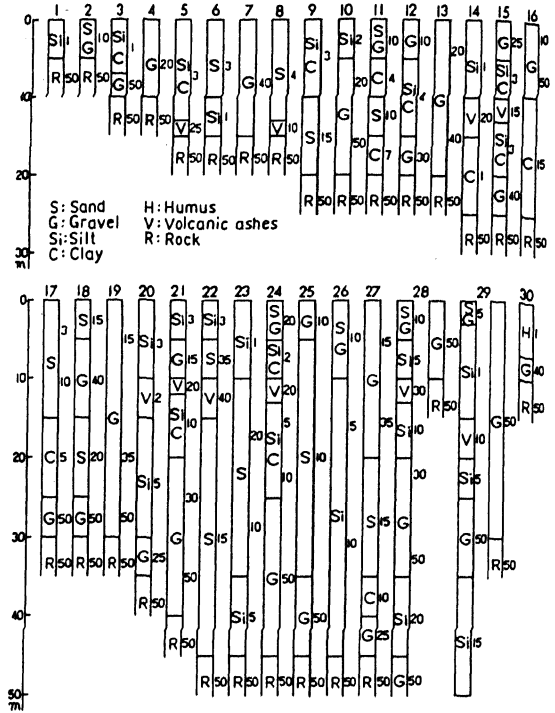 1 2 3 4 5 6 7 8 9 10 11 12 13 14 15 16
0
Si 1
R 50
S 10
G
R 50
Si
C 1
G 50
R 50
G 20
R 50
Si 3
C
V 25
R 50
S 3
Si 1
R 50
G 40
R 50
S 4
V 10
R 50
Si 3
C
S 15
R 50
Si 2
20
G
50
R 50
S 10
G
C 4
S 10
C 7
R 50
G 10
Si 4
C
G 30
R 50
20
G
40
R 50
Si 1
V 20
C 1
R 50
G 25
Si 3
C
V 15
Si 3
C
G 40
R 50
10
G
50
C 15
R 50
10
20
30
m
S: Sand H: Humus
G: Gravel V: Volcanic ashes
Si: Silt R: Rock
C: Clay
17 18 19 20 21 22 23 24 25 26 27 28 29 30
0
3
S
10
C 5
G 50
R 50
S 15
G 40
S 20
G 50
R 50
15
G
35
R 50
Si 3
V 2
Si 5
G 25
R 50
Si 3
G 15
V 20
Si 10
C
30
G
50
R 50
Si 3
S 35
V 40
S 15
R 50
Si 1
20
S
10
Si 5
R 50
S 20
G
Si 2
C
V 20
5
Si
C
10
G 50
R 50
G 10
S 10
G 50
R 50
S 10
G
5
Si
10
R 50
15
G
35
S 15
C 10
G 25
R 50
S 10
G
S 15
V 30
Si 10
30
G
50
Si 20
G 50
G 50
R 50
S 5
G
Si 1
V 10
Si 5
G 50
Si 15
G 50
R 50
H 1
G 40
R 50
10
20
30
40
50
m